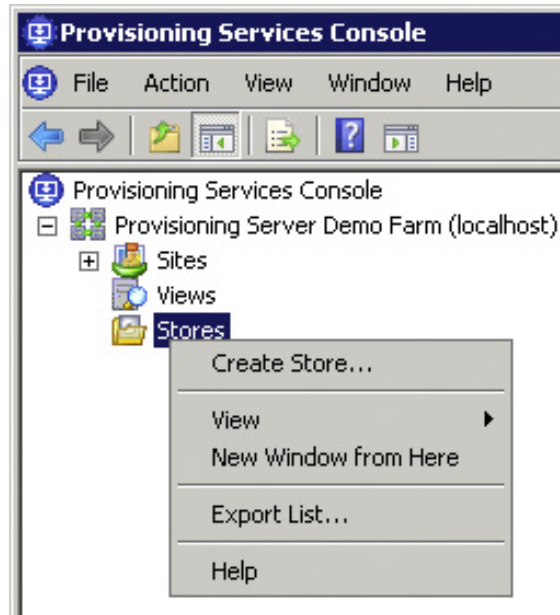 Provisioning Services Console
File Action View Window Help
Provisioning Services Console
Provisioning Server Demo Farm (localhost)
Sites
Views
Stores
Create Store...
View
New Window from Here
Export List...
Help